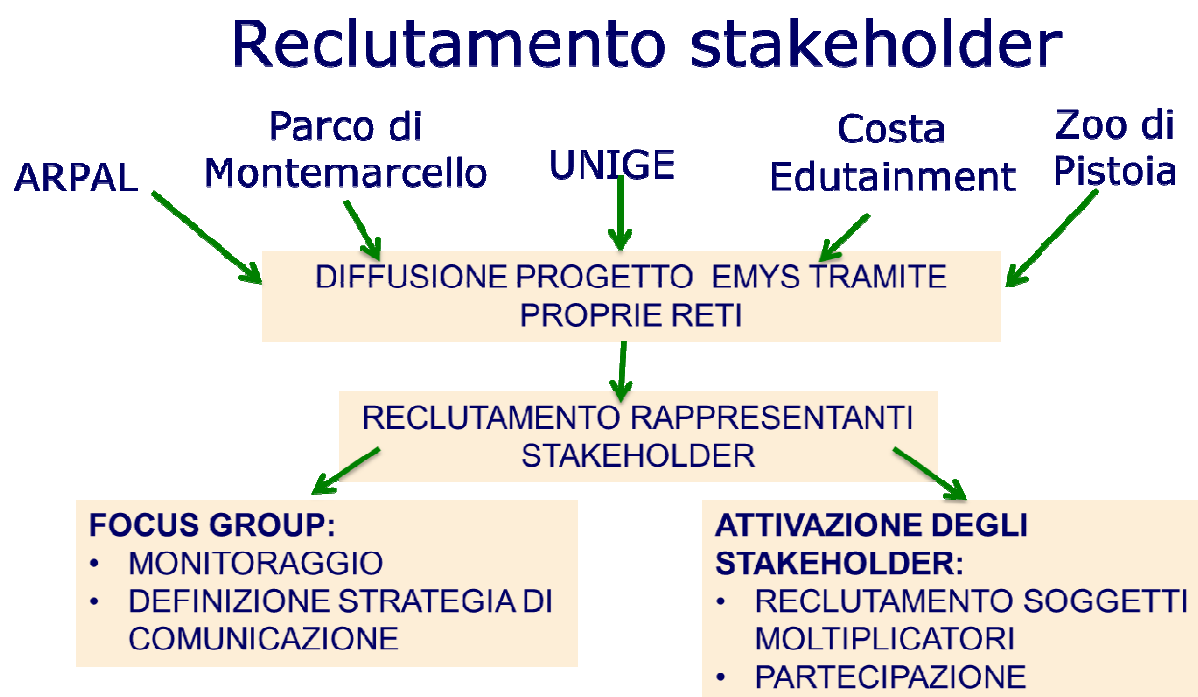 Reclutamento stakeholder
ARPAL
Parco di
Montemarcello
UNIGE
Costa
Edutainment
Zoo di
Pistoia
DIFFUSIONE PROGETTO EMYS TRAMITE
PROPRIE RETI
RECLUTAMENTO RAPPRESENTANTI
STAKEHOLDER
FOCUS GROUP:
• MONITORAGGIO
• DEFINIZIONE STRATEGIA DI
COMUNICAZIONE
ATTIVAZIONE DEGLI
STAKEHOLDER:
• RECLUTAMENTO SOGGETTI
MOLTIPLICATORI
• PARTECIPAZIONE